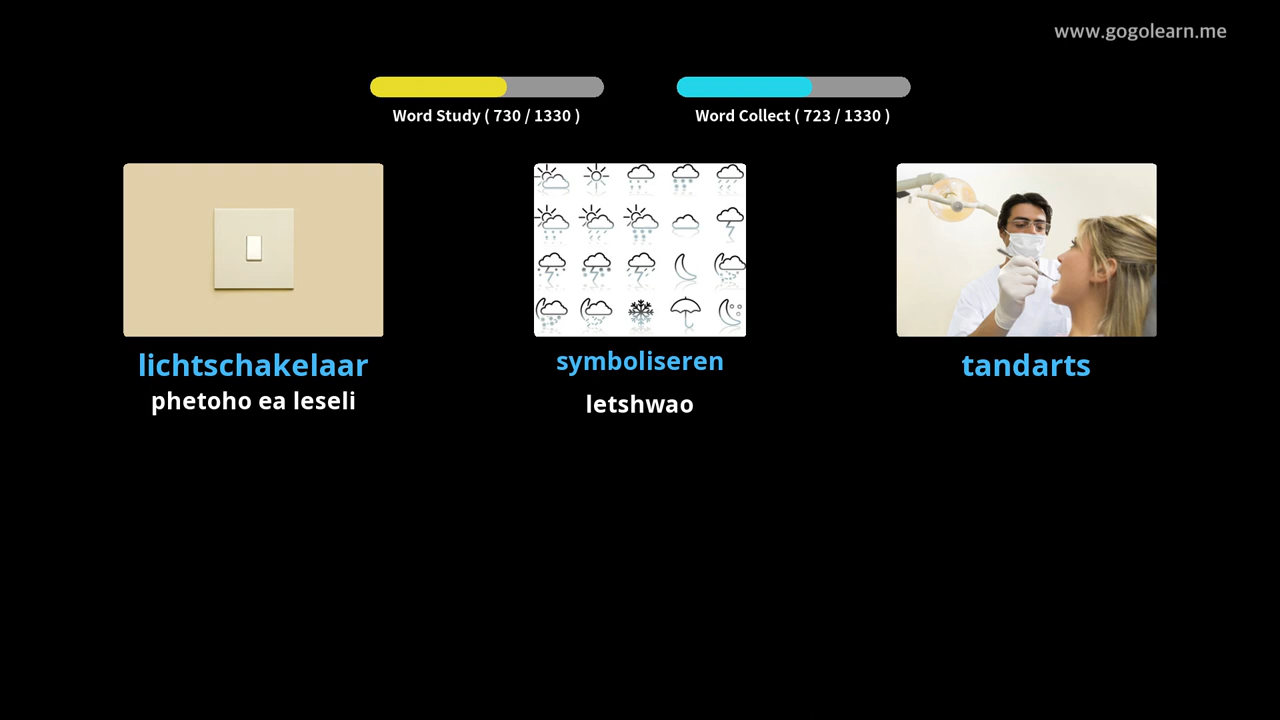 www.gogolearn.me
Word Study ( 730 / 1330 )
Word Collect ( 723 / 1330 )
lichtschakelaar
phetoho ea leseli
symboliseren
letshwao
tandarts